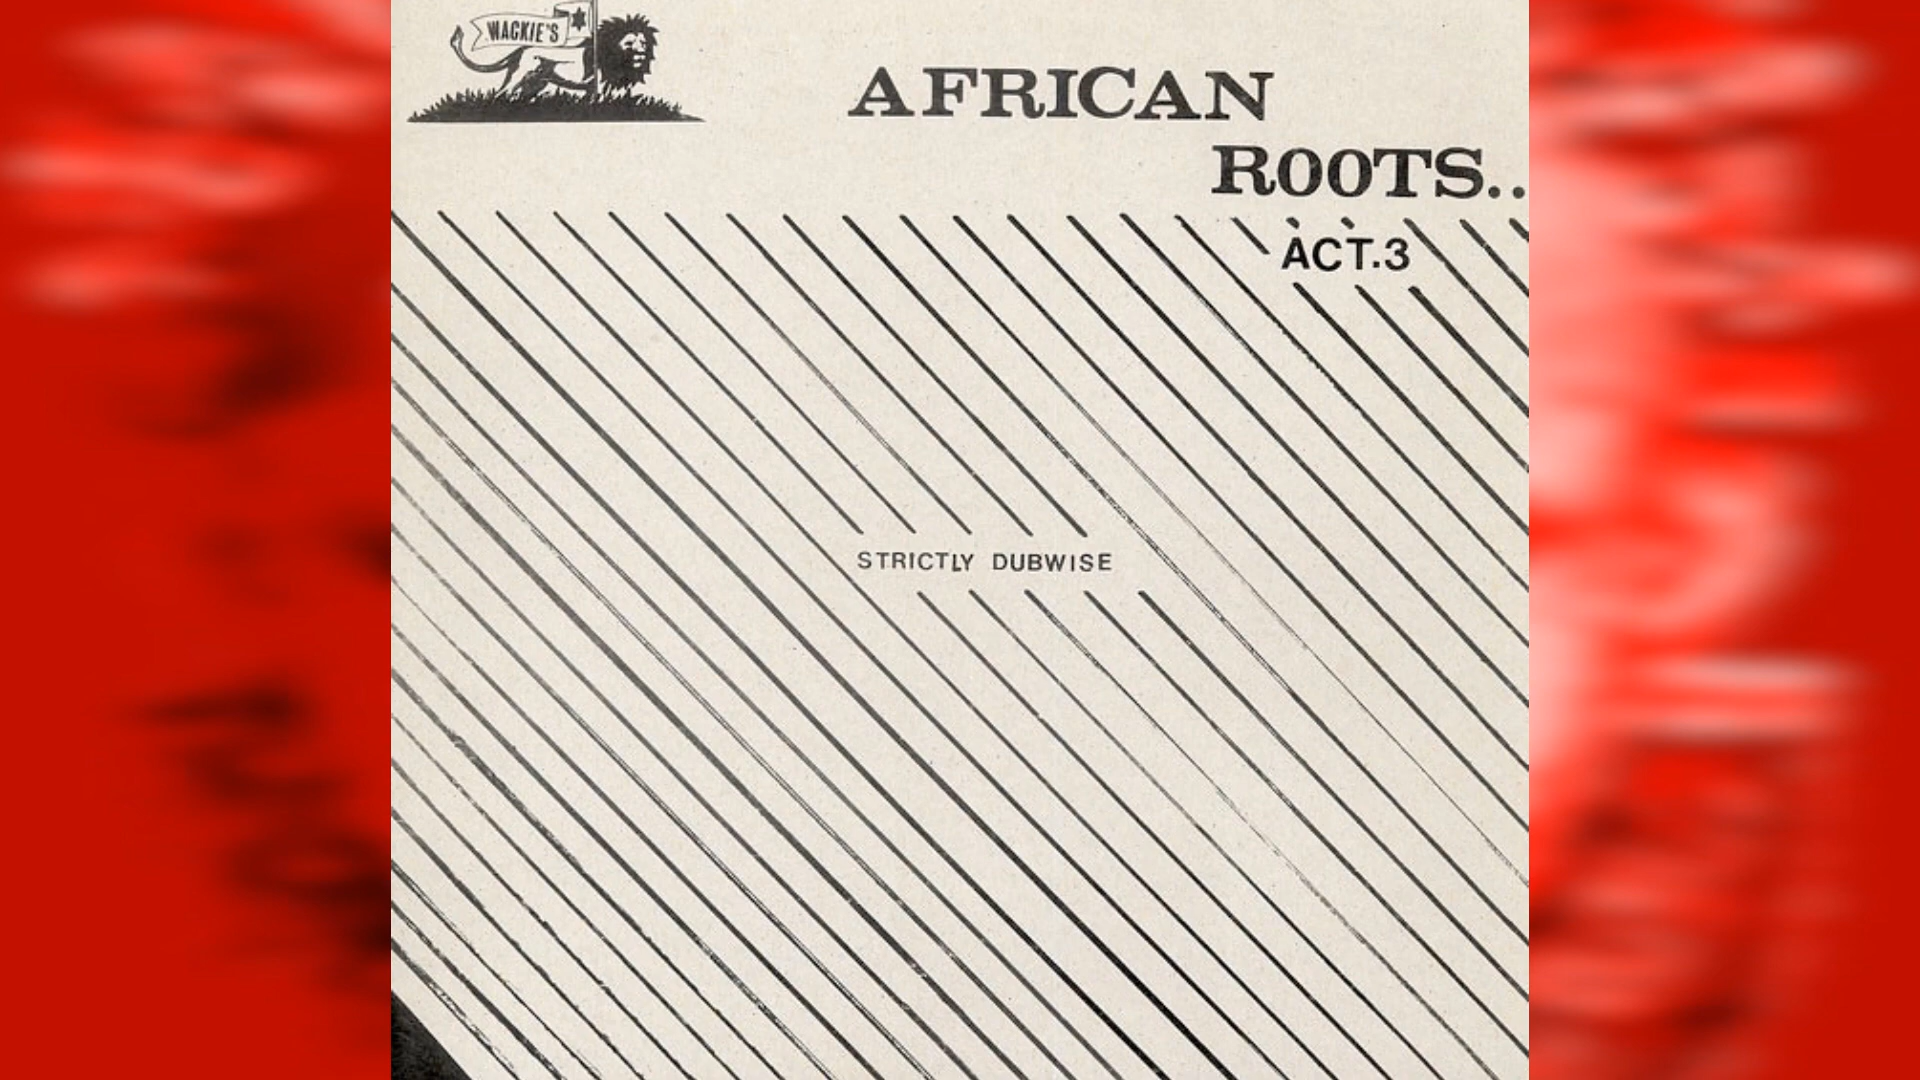 WACKIE'S
AFRICAN
ROOTS..
ACT.3
STRICTLY DUBWISE